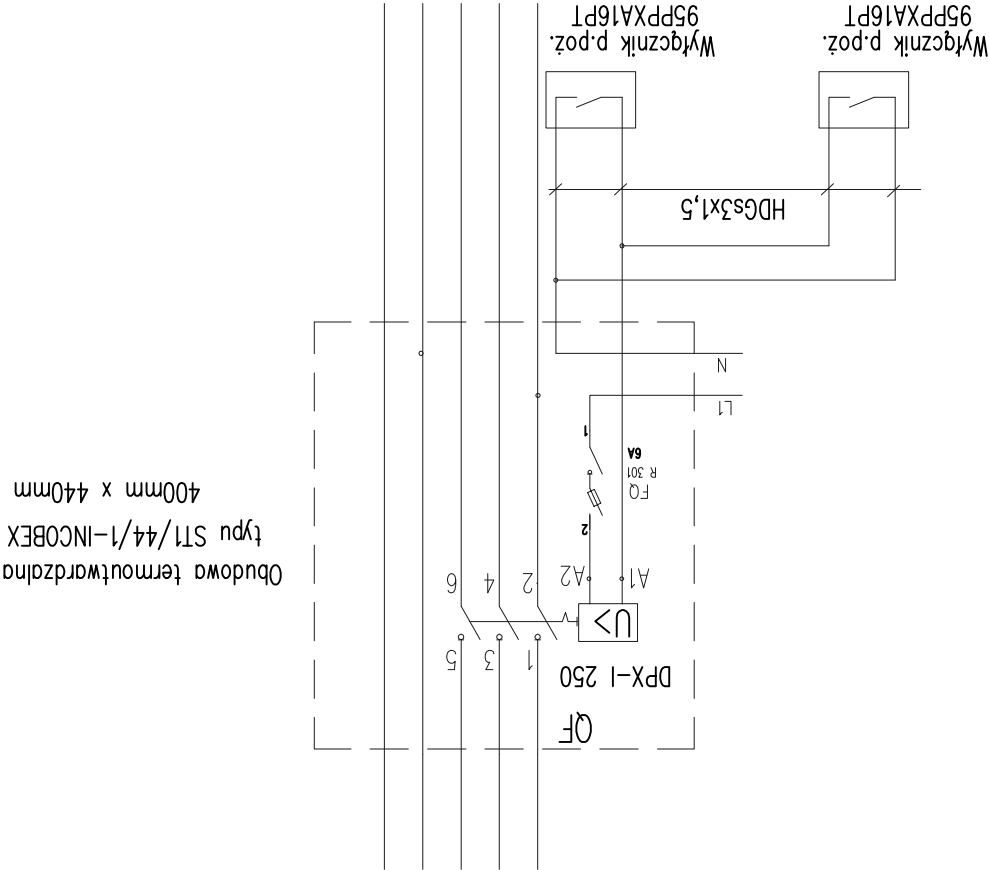 QF
DPX-I 250
1 3 5
U>
A1 A2 2 4 6
Obudowa termoutwardzalna
typu ST1/44/1-INCOBEX
400mm x 440mm
2
FQ
R 301
6A
1
L1
N
HDGs3x1,5
Wyłącznik p.poż.
95PPXA16PT
Wyłącznik p.poż.
95PPXA16PT